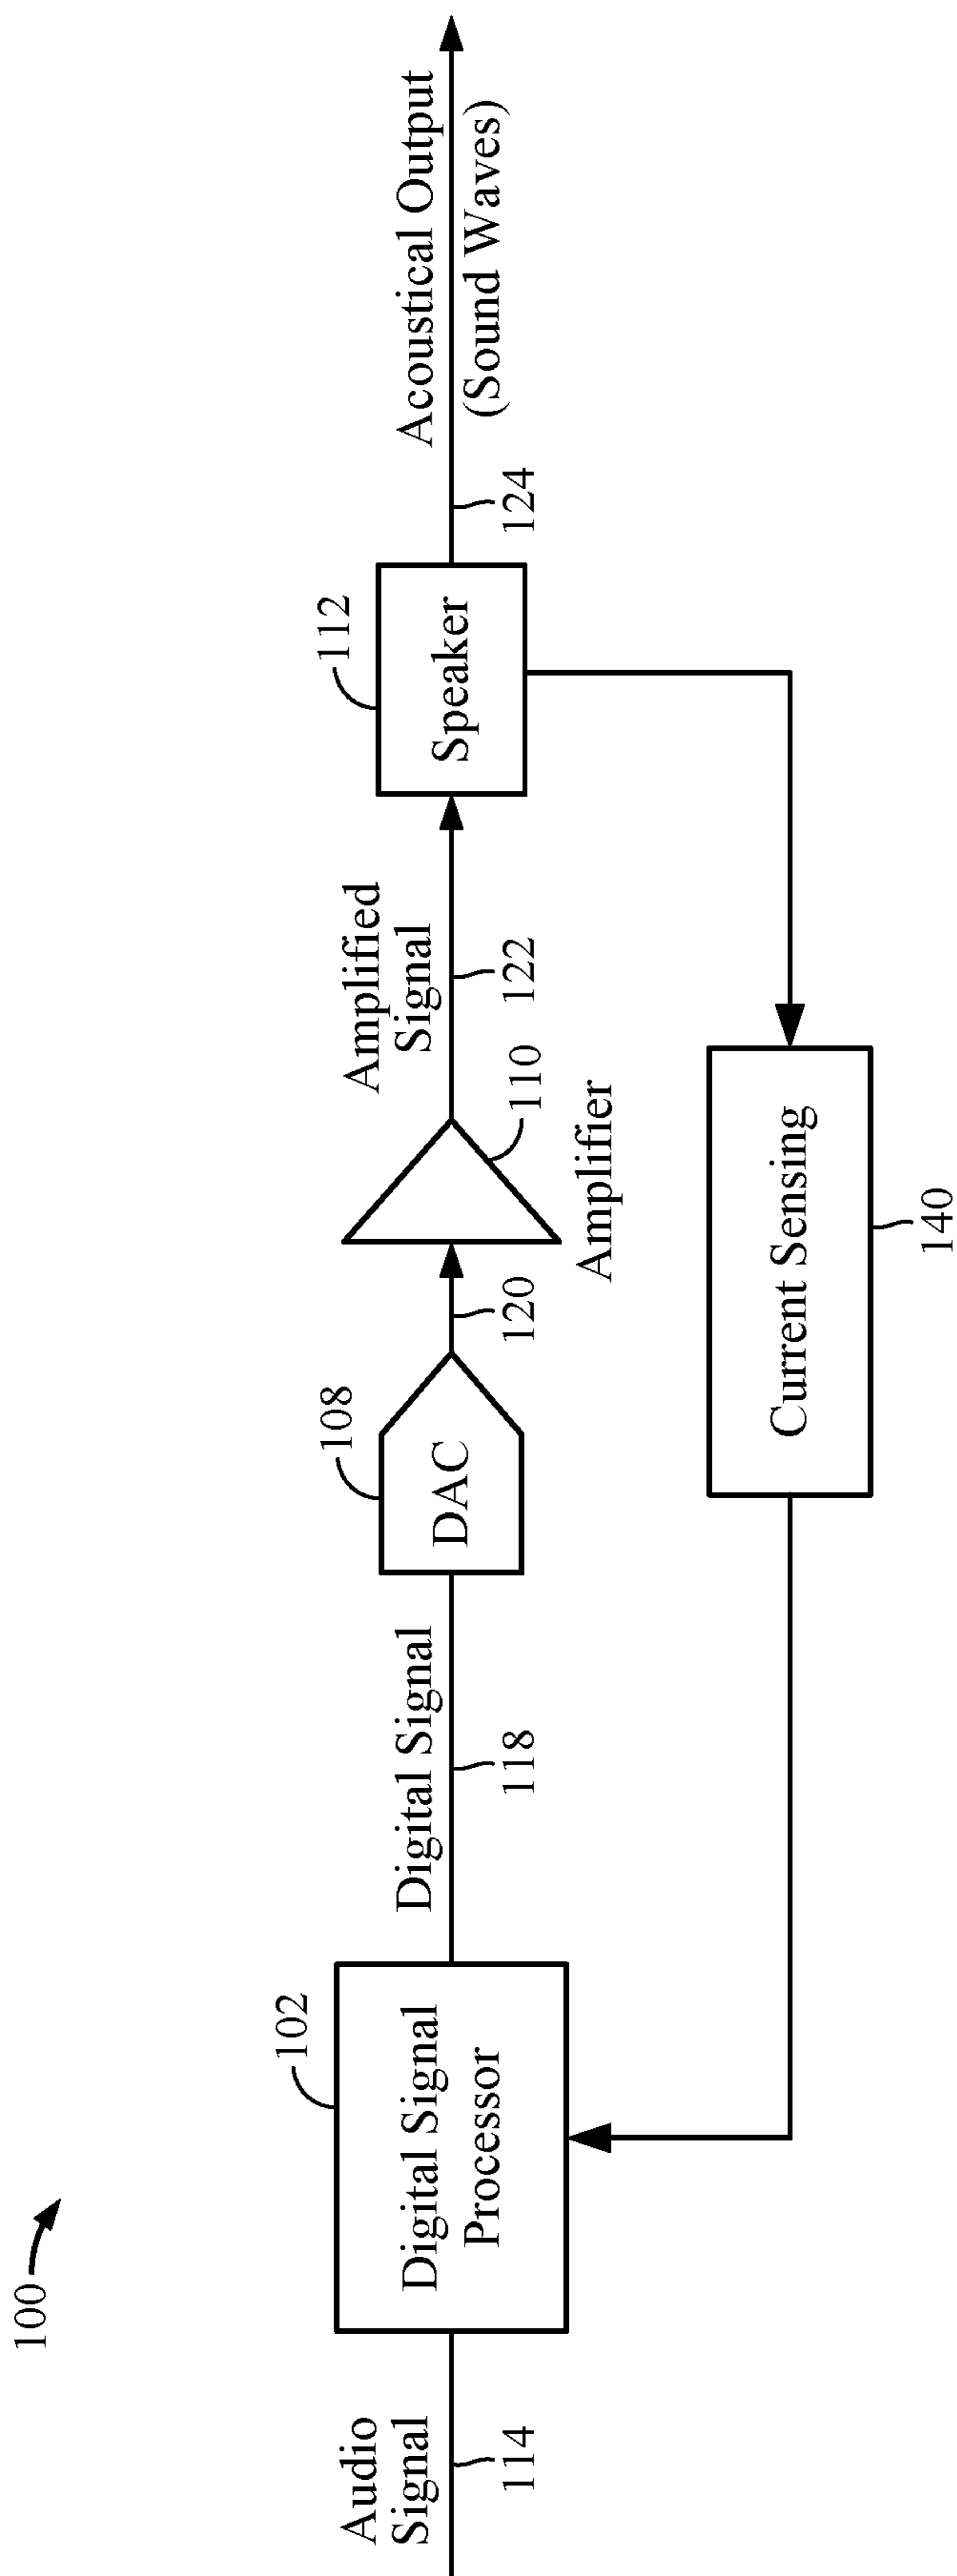 100
Audio
Signal
114
102
Digital Signal
Processor
Digital Signal
118
108
DAC
120
110
Amplifier
Amplified
Signal
122
112
Speaker
124
Acoustical Output
(Sound Waves)
Current Sensing
140